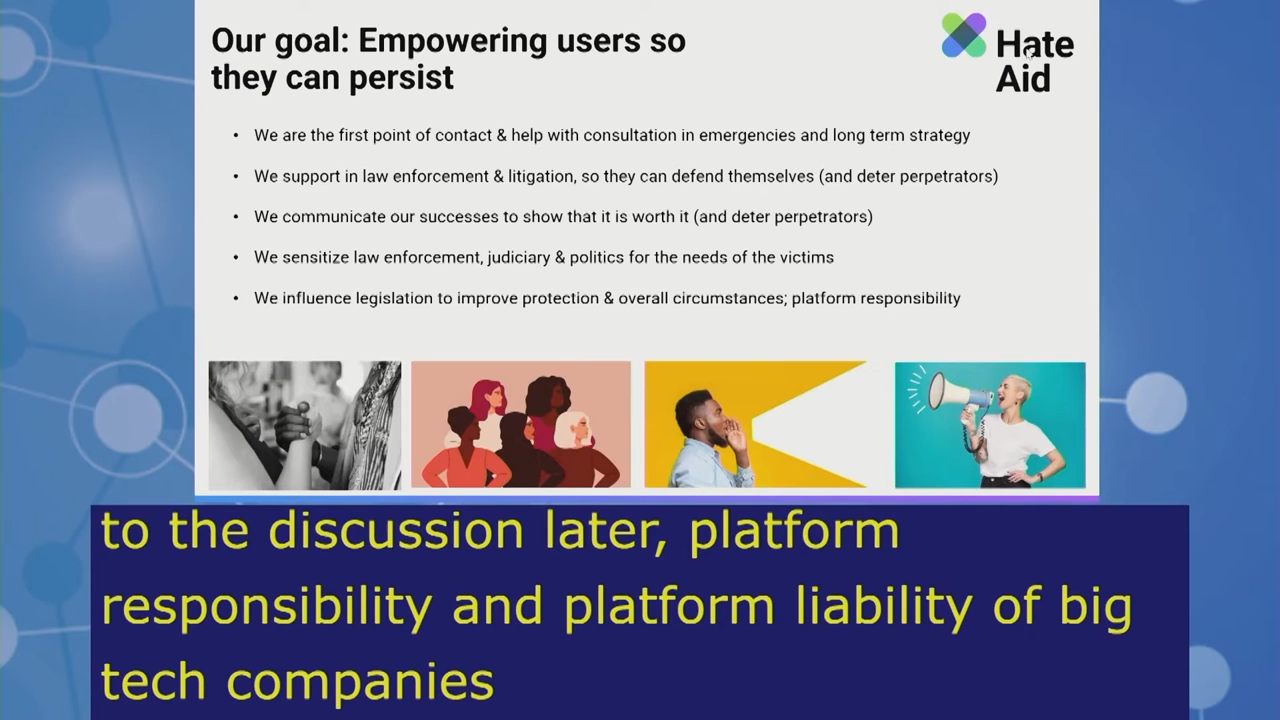 Our goal: Empowering users so
they can persist
Hate
Aid
• We are the first point of contact & help with consultation in emergencies and long term strategy
• We support in law enforcement & litigation, so they can defend themselves (and deter perpetrators)
• We communicate our successes to show that it is worth it (and deter perpetrators)
• We sensitize law enforcement, judiciary & politics for the needs of the victims
• We influence legislation to improve protection & overall circumstances; platform responsibility
to the discussion later, platform
responsibility and platform liability of big
tech companies